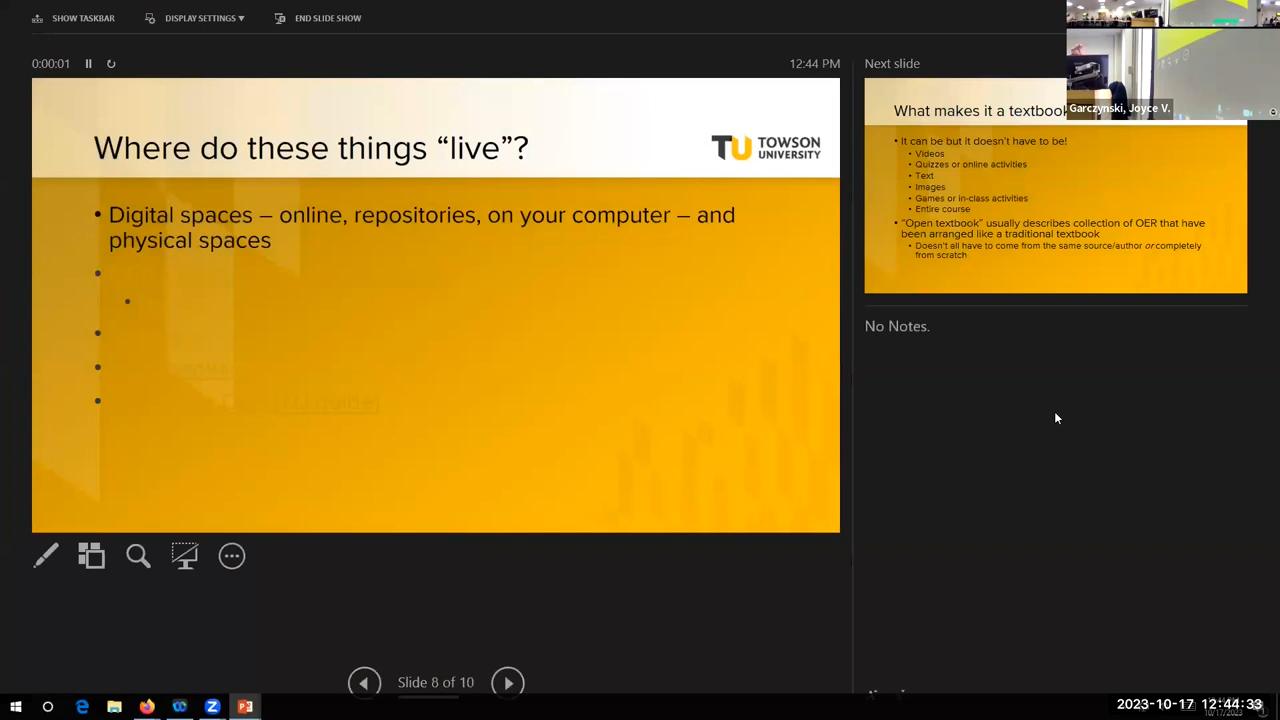 SHOW TASKBAR
DISPLAY SETTINGS ▼
END SLIDE SHOW
0:00:01
12:44 PM
Where do these things “live”?
TU TOWSON
UNIVERSITY
• Digital spaces – online, repositories, on your computer – and
physical spaces
Next slide
What makes it a textbook
• It can be but it doesn’t have to be!
• Videos
• Quizzes or online activities
• Text
• Images
• Games or in-class activities
• Entire course
• “Open textbook” usually describes collection of OER that have
been arranged like a traditional textbook
• Doesn’t all have to come from the same source/author or completely
from scratch
Garczynski, Joyce V.
No Notes.
Slide 8 of 10
2023-10-17 12:44:33